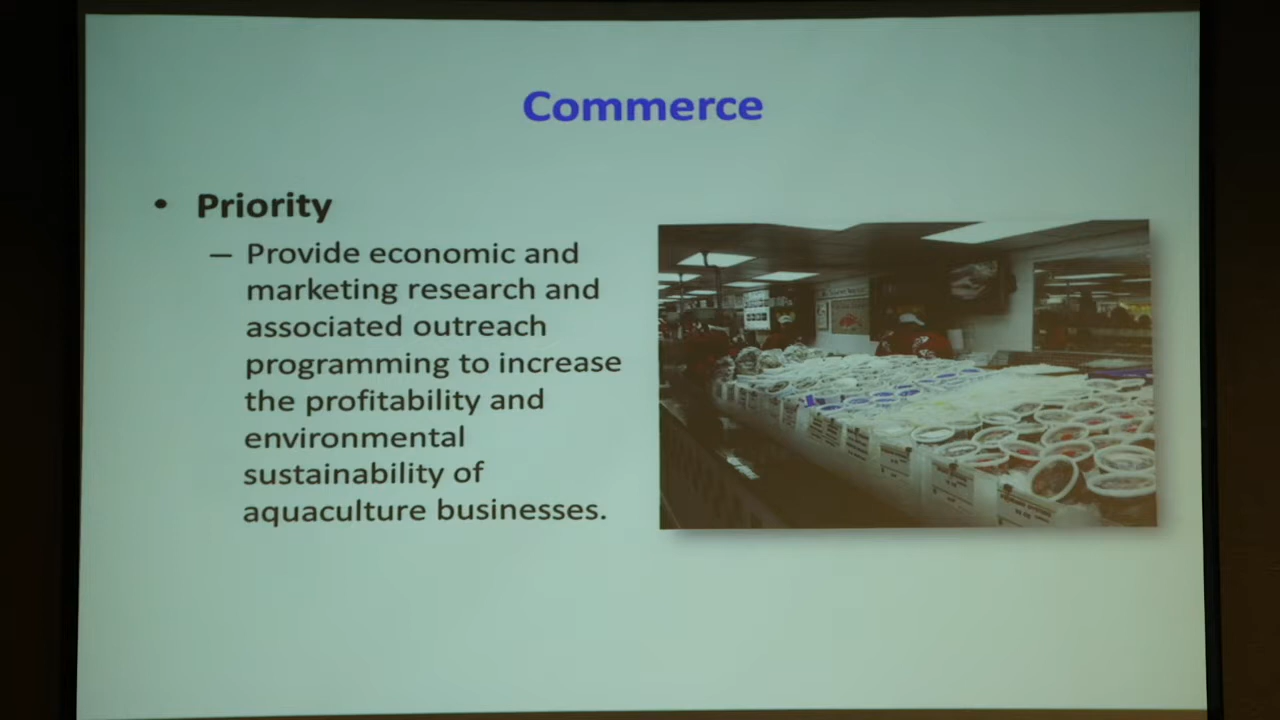 Commerce
• Priority
– Provide economic and
marketing research and
associated outreach
programming to increase
the profitability and
environmental
sustainability of
aquaculture businesses.